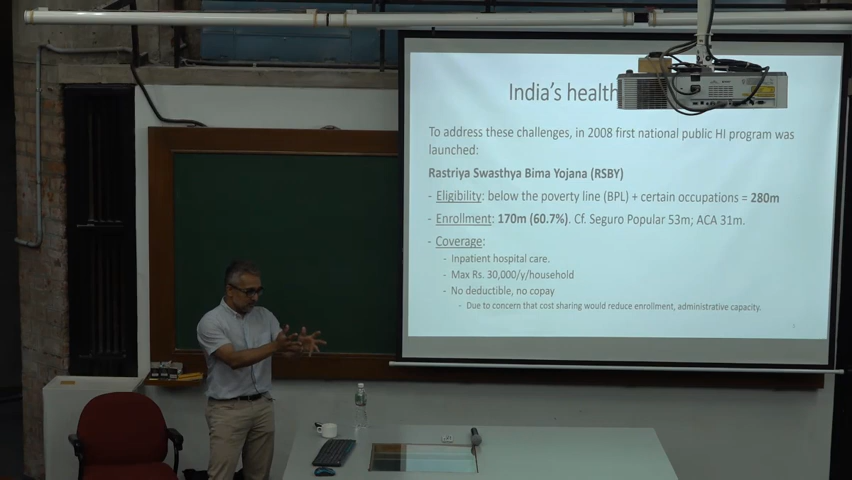 India's health
To address these challenges, in 2008 first national public HI program was
launched:
Rastriya Swasthya Bima Yojana (RSBY)
- Eligibility: below the poverty line (BPL) + certain occupations = 280m
- Enrollment: 170m (60.7%). Cf. Seguro Popular 53m; ACA 31m.
- Coverage:
- Inpatient hospital care.
- Max Rs. 30,000/y/household
- No deductible, no copay
- Due to concern that cost sharing would reduce enrollment, administrative capacity.